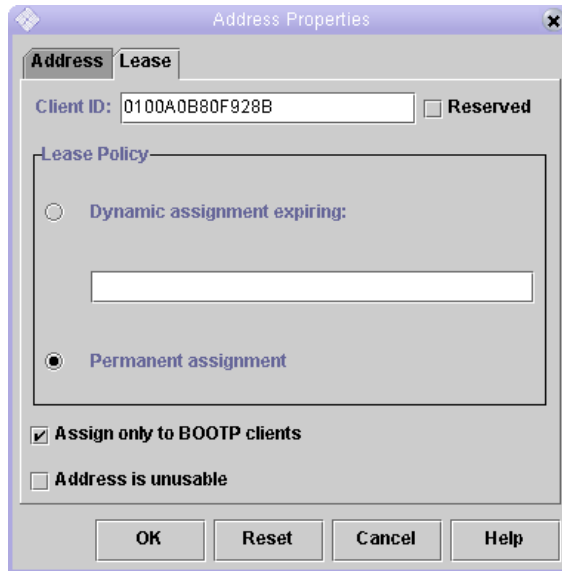 Address Properties
Address Lease
Client ID: 0100A0B80F928B Reserved
Lease Policy
Dynamic assignment expiring:
Permanent assignment
Assign only to BOOTP clients
Address is unusable
OK Reset Cancel Help